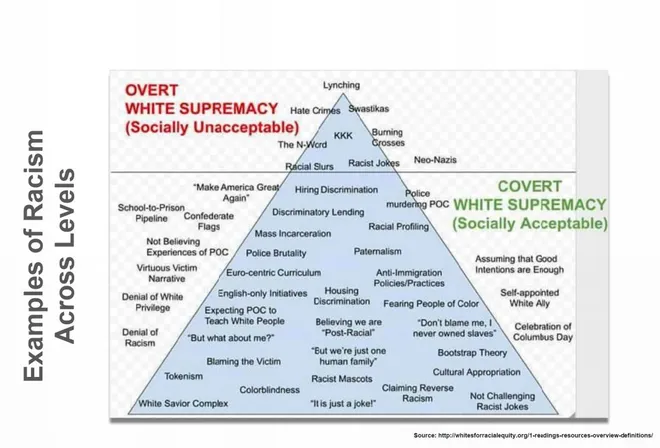 Examples of Racism
Across Levels
OVERT
WHITE SUPREMACY
(Socially Unacceptable)
Lynching
Hate Crimes
Swastikas
KKK
Burning
Crosses
The N-Word
Racial Slurs
Racist Jokes
Neo-Nazis
COVERT
WHITE SUPREMACY
(Socially Acceptable)
"Make America Great
Again"
Hiring Discrimination
Police
murdering POC
School-to-Prison
Pipeline
Confederate
Flags
Discriminatory Lending
Mass Incarceration
Racial Profiling
Not Believing
Experiences of POC
Police Brutality
Paternalism
Assuming that Good
Intentions are Enough
Virtuous Victim
Narrative
Euro-centric Curriculum
Anti-Immigration
Policies/Practices
Denial of White
Privilege
English-only Initiatives
Housing
Discrimination
Fearing People of Color
Self-appointed
White Ally
Expecting POC to
Teach White People
Believing we are
"Post-Racial"
"Don't blame me, I
never owned slaves"
Celebration of
Columbus Day
Denial of
Racism
"But what about me?"
Blaming the Victim
"But we're just one
human family"
Bootstrap Theory
Tokenism
Racist Mascots
Cultural Appropriation
Colorblindness
Claiming Reverse
Racism
White Savior Complex
"It is just a joke!"
Not Challenging
Racist Jokes
Source: http://whitesforracialequity.org/1-readings-resources-overview-definitions/